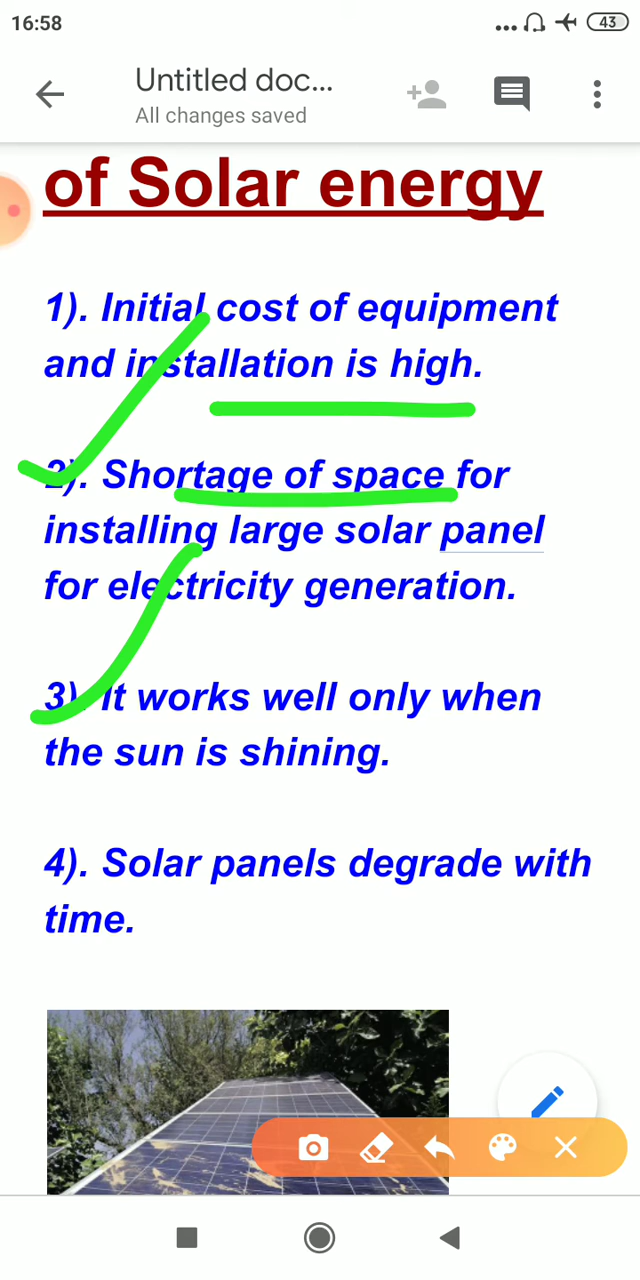 16:58
43
Untitled doc...
All changes saved
of Solar energy
1). Initial cost of equipment
and installation is high.
2). Shortage of space for
installing large solar panel
for electricity generation.
3). It works well only when
the sun is shining.
4). Solar panels degrade with
time.